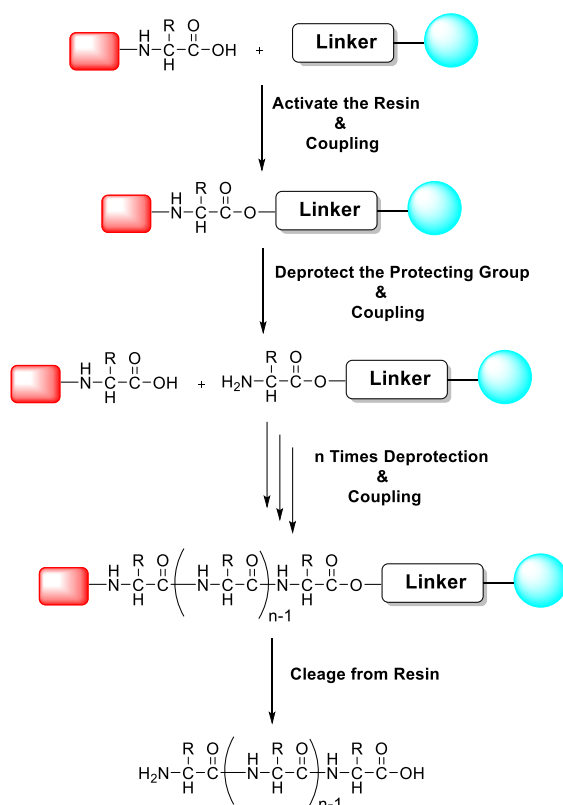 H R O
N C C OH + Linker
H
Activate the Resin
&
Coupling
H R O
N C C O Linker
H
Deprotect the Protecting Group
&
Coupling
H R O R O
N C C OH + H2N C C O Linker
H H
n Times Deprotection
&
Coupling
H R O H R O H R O
N C C N C C N C C O Linker
H H H
n-1
Cleage from Resin
R O H R O H R O
H2N C C N C C N C C OH
H H H
n-1